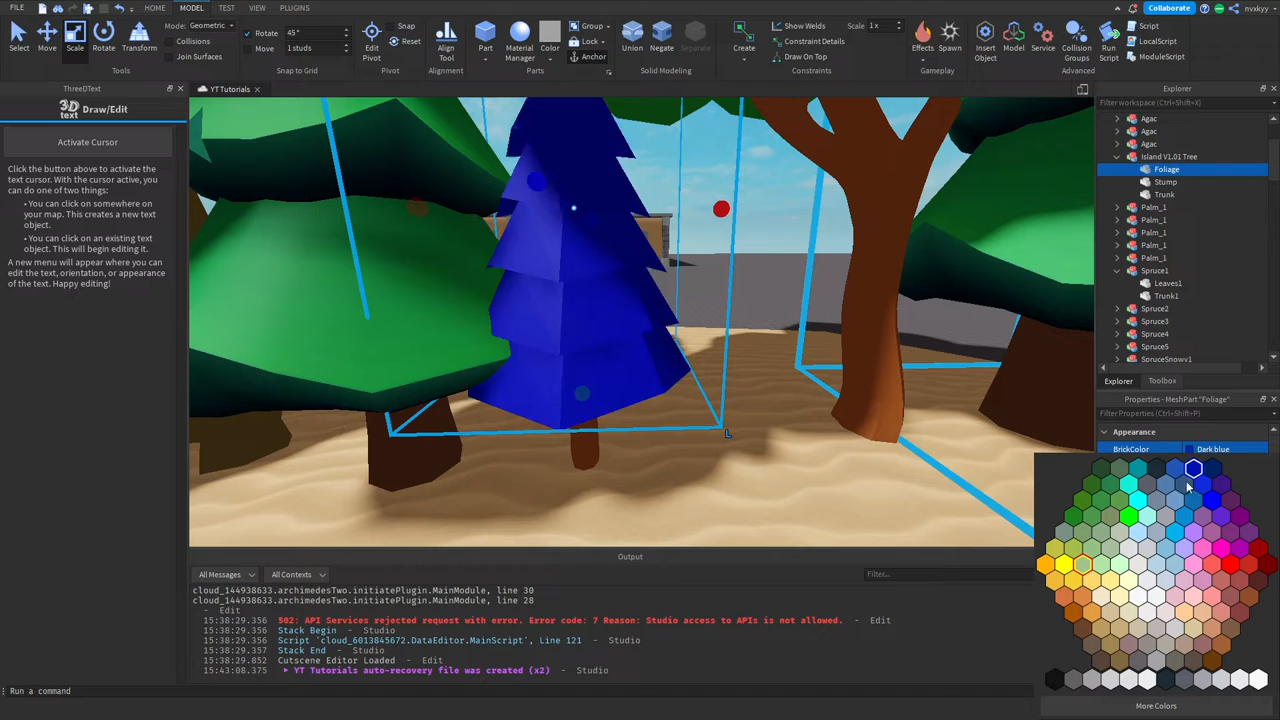 FILE
HOME
MODEL
TEST
VIEW
PLUGINS
Collaborate
nvxkyy
Select
Move
Scale
Rotate
Transform
Mode: Geometric
Collisions
Join Surfaces
Tools
Rotate 45°
Move 1 studs
Snap to Grid
Edit Pivot
Snap
Reset
Pivot
Align Tool
Alignment
Part
Material Manager
Color
Group
Lock
Anchor
Parts
Union
Negate
Separate
Solid Modeling
Create
Show Welds
Scale 1x
Constraint Details
Draw On Top
Constraints
Effects
Spawn
Gameplay
Insert Object
Model
Service
Collision Groups
Run Script
Script
LocalScript
ModuleScript
Advanced
ThreeDText
3D text Draw/Edit
Activate Cursor
Click the button above to activate the
text cursor. With the cursor active, you
can do one of two things:
• You can click on somewhere on
your map. This creates a new text
object.
• You can click on an existing text
object. This will begin editing it.
A new menu will appear where you can
edit the text, orientation, or appearance
of the text. Happy editing!
YT Tutorials
L
Explorer
Filter workspace (Ctrl+Shift+X)
Agac
Agac
Agac
Island V1.01 Tree
Foliage
Stump
Trunk
Palm_1
Palm_1
Palm_1
Palm_1
Palm_1
Spruce1
Leaves1
Trunk1
Spruce2
Spruce3
Spruce4
Spruce5
SpruceSnowy1
Explorer
Toolbox
Properties - MeshPart "Foliage"
Filter Properties (Ctrl+Shift+P)
Appearance
BrickColor Dark blue
More Colors
Output
All Messages
All Contexts
Filter...
cloud_144938633.archimedesTwo.initiatePlugin.MainModule, line 30
cloud_144938633.archimedesTwo.initiatePlugin.MainModule, line 28
- Edit
15:38:29.356 502: API Services rejected request with error. Error code: 7 Reason: Studio access to APIs is not allowed. - Edit
15:38:29.356 Stack Begin - Studio
15:38:29.356 Script 'cloud_6013845672.DataEditor.MainScript', Line 121 - Studio
15:38:29.357 Stack End - Studio
15:38:29.852 Cutscene Editor Loaded - Edit
15:43:08.375 ▸ YT Tutorials auto-recovery file was created (x2) - Studio
Run a command